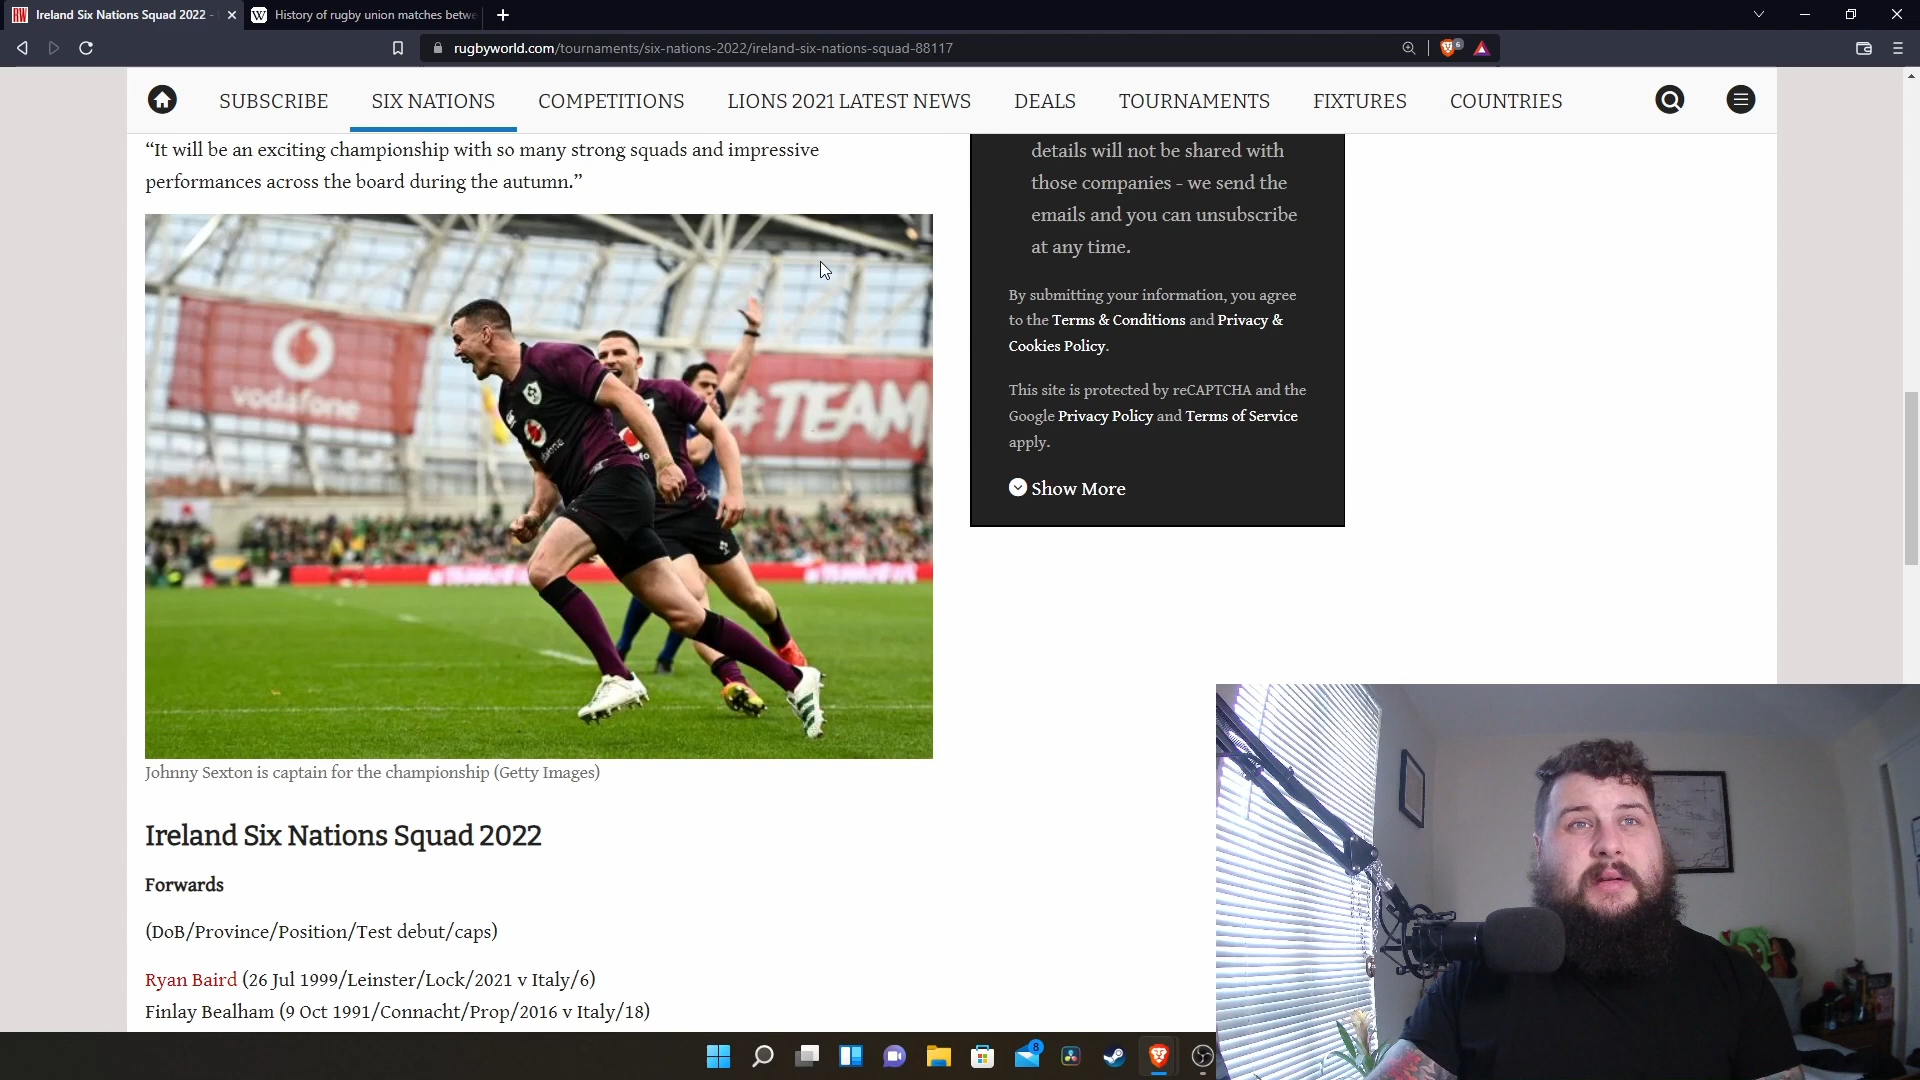 RW Ireland Six Nations Squad 2022 -
W History of rugby union matches betwe
rugbyworld.com/tournaments/six-nations-2022/ireland-six-nations-squad-88117
6
SUBSCRIBE SIX NATIONS COMPETITIONS LIONS 2021 LATEST NEWS DEALS TOURNAMENTS FIXTURES COUNTRIES
“It will be an exciting championship with so many strong squads and impressive
performances across the board during the autumn.”
vodafone
#TEAM
details will not be shared with
those companies - we send the
emails and you can unsubscribe
at any time.
By submitting your information, you agree
to the Terms & Conditions and Privacy &
Cookies Policy.
This site is protected by reCAPTCHA and the
Google Privacy Policy and Terms of Service
apply.
Show More
Johnny Sexton is captain for the championship (Getty Images)
Ireland Six Nations Squad 2022
Forwards
(DoB/Province/Position/Test debut/caps)
Ryan Baird (26 Jul 1999/Leinster/Lock/2021 v Italy/6)
Finlay Bealham (9 Oct 1991/Connacht/Prop/2016 v Italy/18)
8